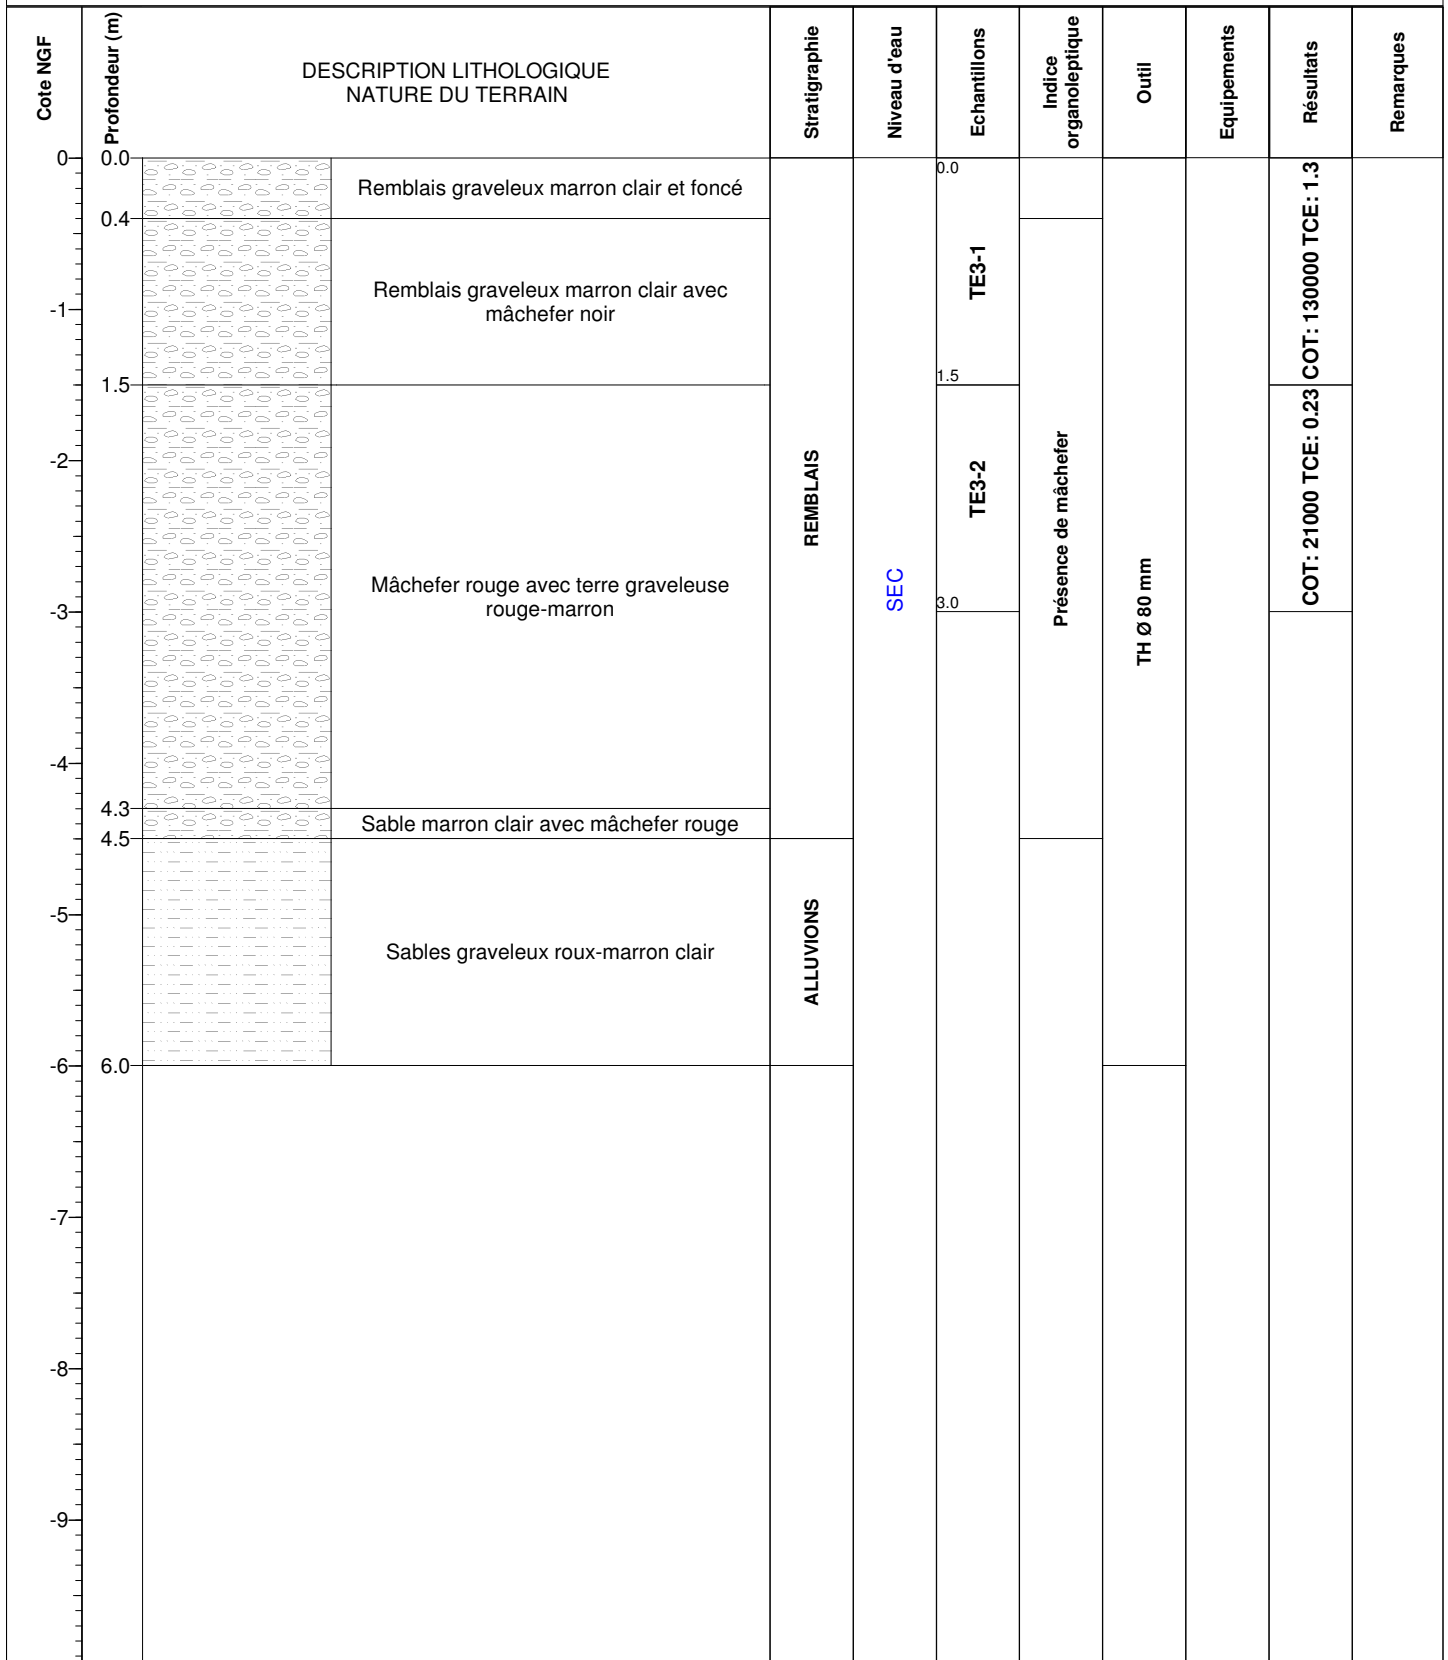 Cote NGF
Profondeur (m)
DESCRIPTION LITHOLOGIQUE
NATURE DU TERRAIN
Stratigraphie
Niveau d'eau
Echantillons
Indice
organoleptique
Outil
Equipements
Résultats
Remarques
0
0.0
Remblais graveleux marron clair et foncé
0.0
0.4
TE3-1
COT: 130000 TCE: 1.3
Remblais graveleux marron clair avec
mâchefer noir
-1
1.5
1.5
-2
REMBLAIS
TE3-2
Présence de mâchefer
COT: 21000 TCE: 0.23
Mâchefer rouge avec terre graveleuse
rouge-marron
SEC
3.0
-3
TH Ø 80 mm
-4
4.3
Sable marron clair avec mâchefer rouge
4.5
-5
Sables graveleux roux-marron clair
ALLUVIONS
-6
6.0
-7
-8
-9